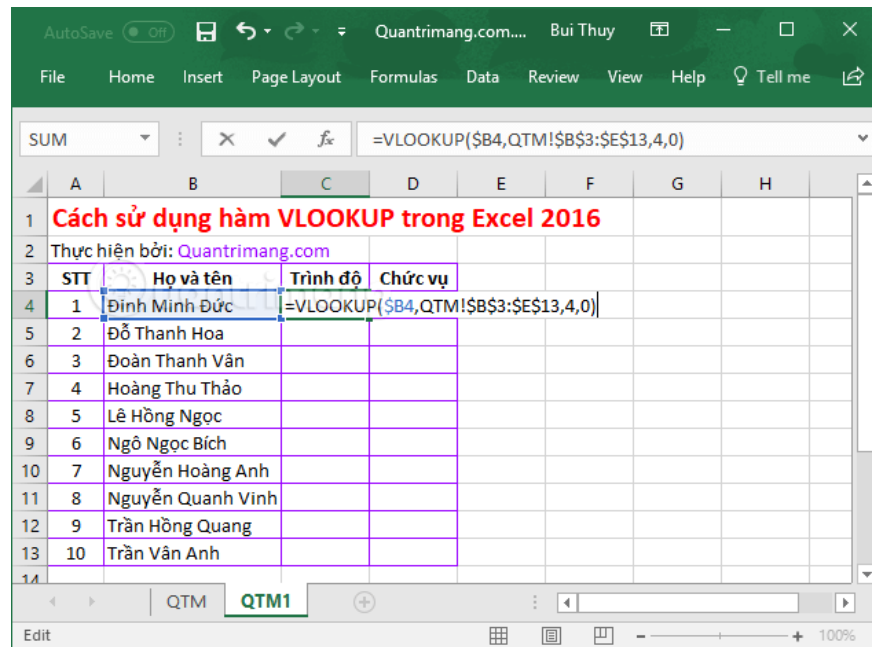 AutoSave Off Quantrimang.com.... Bui Thuy
File Home Insert Page Layout Formulas Data Review View Help Tell me
SUM fx =VLOOKUP($B4,QTM!$B$3:$E$13,4,0)
A B C D E F G H
1 Cách sử dụng hàm VLOOKUP trong Excel 2016
2 Thực hiện bởi: Quantrimang.com
3 STT Họ và tên Trình độ Chức vụ
4 1 Đinh Minh Đức =VLOOKUP($B4,QTM!$B$3:$E$13,4,0)
5 2 Đỗ Thanh Hoa
6 3 Đoàn Thanh Vân
7 4 Hoàng Thu Thảo
8 5 Lê Hồng Ngọc
9 6 Ngô Ngọc Bích
10 7 Nguyễn Hoàng Anh
11 8 Nguyễn Quanh Vinh
12 9 Trần Hồng Quang
13 10 Trần Vân Anh
14
QTM QTM1
Edit 100%